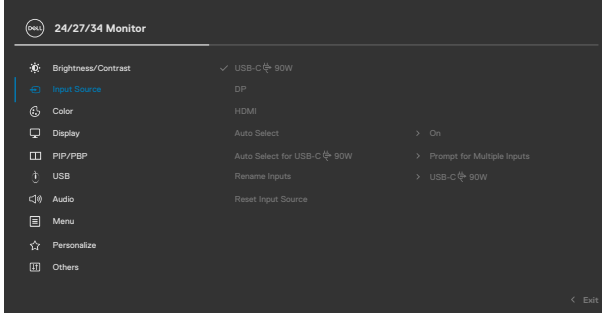 DELL 24/27/34 Monitor
Brightness/Contrast USB-C 90W
Input Source DP
Color HDMI
Display Auto Select On
PIP/PBP Auto Select for USB-C 90W Prompt for Multiple Inputs
USB Rename Inputs USB-C 90W
Audio Reset Input Source
Menu
Personalize
Others
Exit